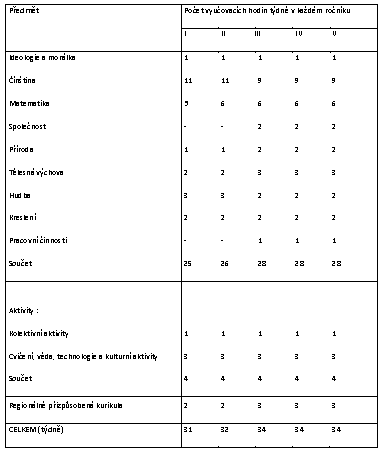 Předmět Počet vyučovacích hodin týdně v každém ročníku
I II III IV V
Ideologie a morálka 1 1 1 1 1
Čínština 11 11 9 9 9
Matematika 5 6 6 6 6
Společnost - - 2 2 2
Příroda 1 1 2 2 2
Tělesná výchova 2 2 3 3 3
Hudba 3 3 2 2 2
Kreslení 2 2 2 2 2
Pracovní činnosti - - 1 1 1
Součet 25 26 28 28 28
Aktivity :
Kolektivní aktivity 1 1 1 1 1
Cvičení, věda, technologie a kulturní aktivity 3 3 3 3 3
Součet 4 4 4 4 4
Regionálně přizpůsobená kurikula 2 2 3 3 3
CELKEM (týdně) 31 32 34 34 34